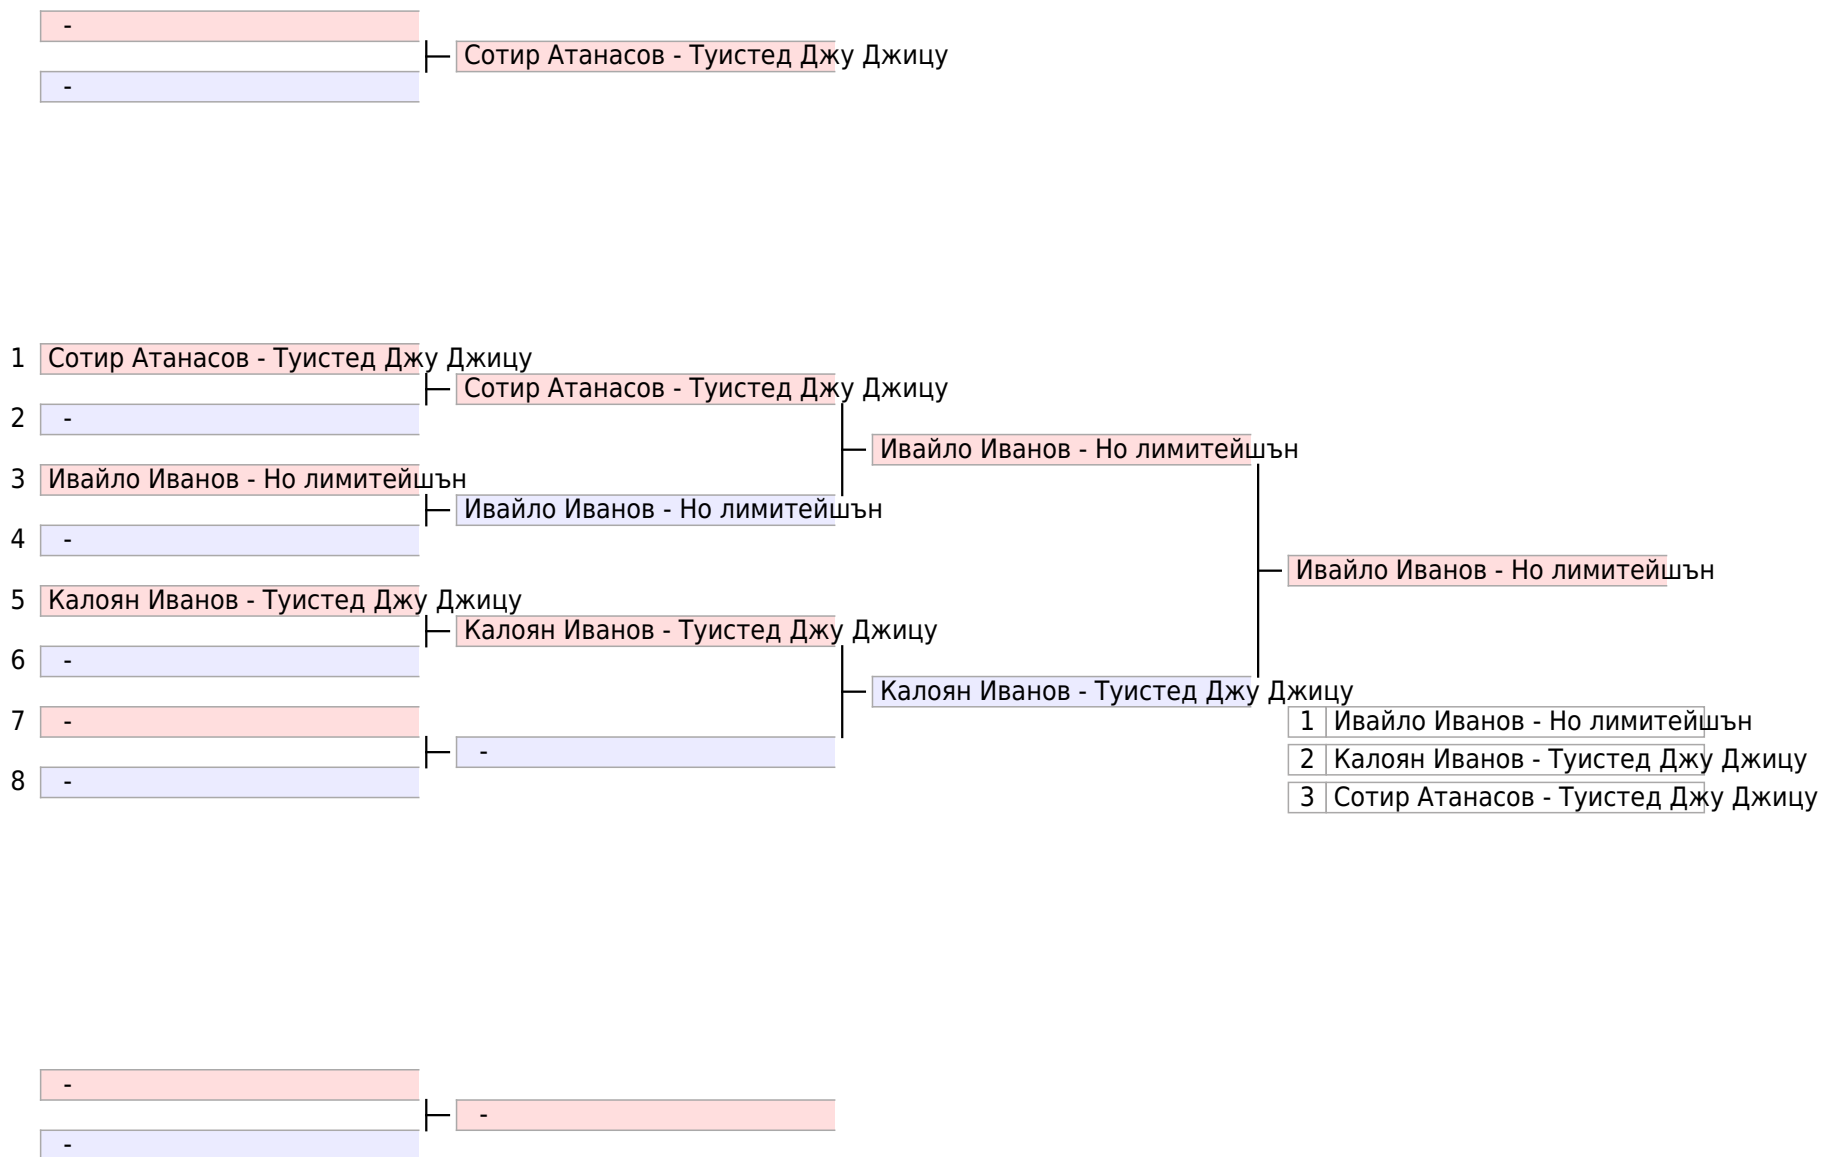 -
Сотир Атанасов - Туистед Джу Джицу
-
1 Сотир Атанасов - Туистед Джу Джицу
Сотир Атанасов - Туистед Джу Джицу
2 -
Ивайло Иванов - Но лимитейшън
3 Ивайло Иванов - Но лимитейшън
Ивайло Иванов - Но лимитейшън
4 -
Ивайло Иванов - Но лимитейшън
5 Калоян Иванов - Туистед Джу Джицу
Калоян Иванов - Туистед Джу Джицу
6 -
Калоян Иванов - Туистед Джу Джицу
7 -
1 Ивайло Иванов - Но лимитейшън
-
2 Калоян Иванов - Туистед Джу Джицу
8 -
3 Сотир Атанасов - Туистед Джу Джицу
-
-
-